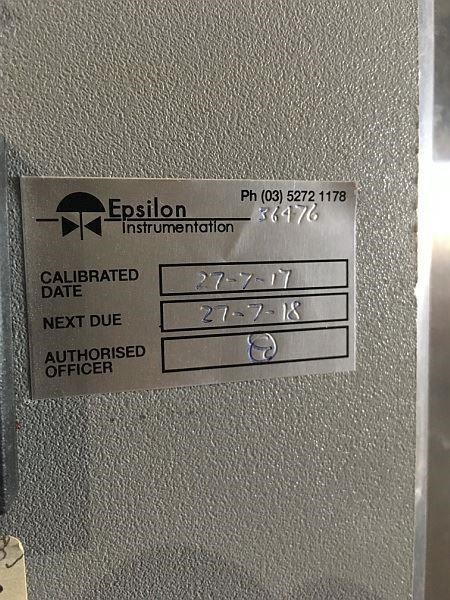 Ph (03) 5272 1178
Epsilon
Instrumentation
36476
CALIBRATED DATE 27-7-17
NEXT DUE 27-7-18
AUTHORISED OFFICER